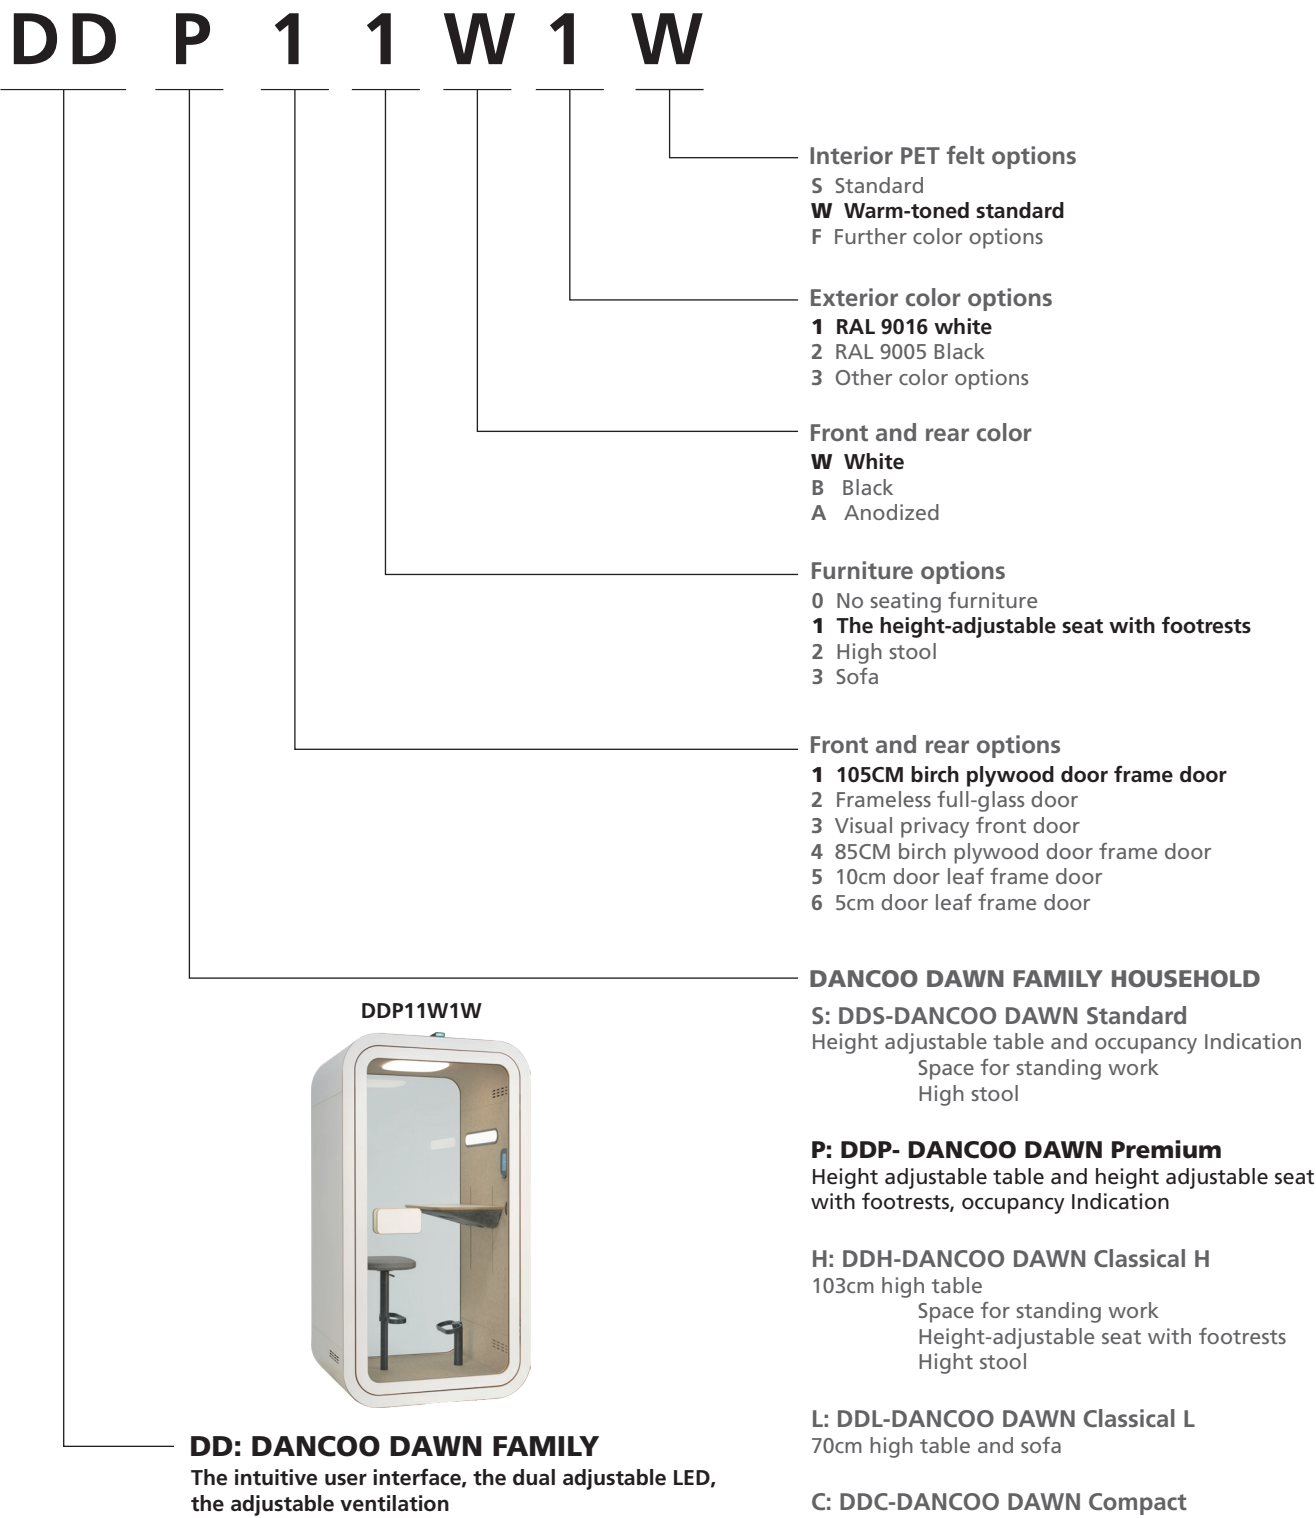 DD P 1 1 W 1 W
Interior PET felt options
S Standard
W Warm-toned standard
F Further color options
Exterior color options
1 RAL 9016 white
2 RAL 9005 Black
3 Other color options
Front and rear color
W White
B Black
A Anodized
Furniture options
0 No seating furniture
1 The height-adjustable seat with footrests
2 High stool
3 Sofa
Front and rear options
1 105CM birch plywood door frame door
2 Frameless full-glass door
3 Visual privacy front door
4 85CM birch plywood door frame door
5 10cm door leaf frame door
6 5cm door leaf frame door
DANCOO DAWN FAMILY HOUSEHOLD
S: DDS-DANCOO DAWN Standard
Height adjustable table and occupancy Indication
Space for standing work
High stool
P: DDP- DANCOO DAWN Premium
Height adjustable table and height adjustable seat
with footrests, occupancy Indication
H: DDH-DANCOO DAWN Classical H
103cm high table
Space for standing work
Height-adjustable seat with footrests
Hight stool
L: DDL-DANCOO DAWN Classical L
70cm high table and sofa
C: DDC-DANCOO DAWN Compact
DDP11W1W
DD: DANCOO DAWN FAMILY
The intuitive user interface, the dual adjustable LED,
the adjustable ventilation